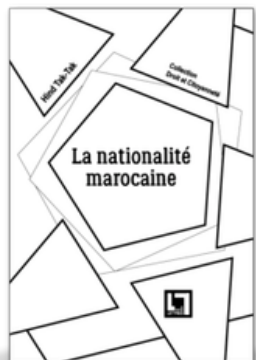 Hind Tak-Tak
Collection
Droit et Citoyenneté
La nationalité
marocaine